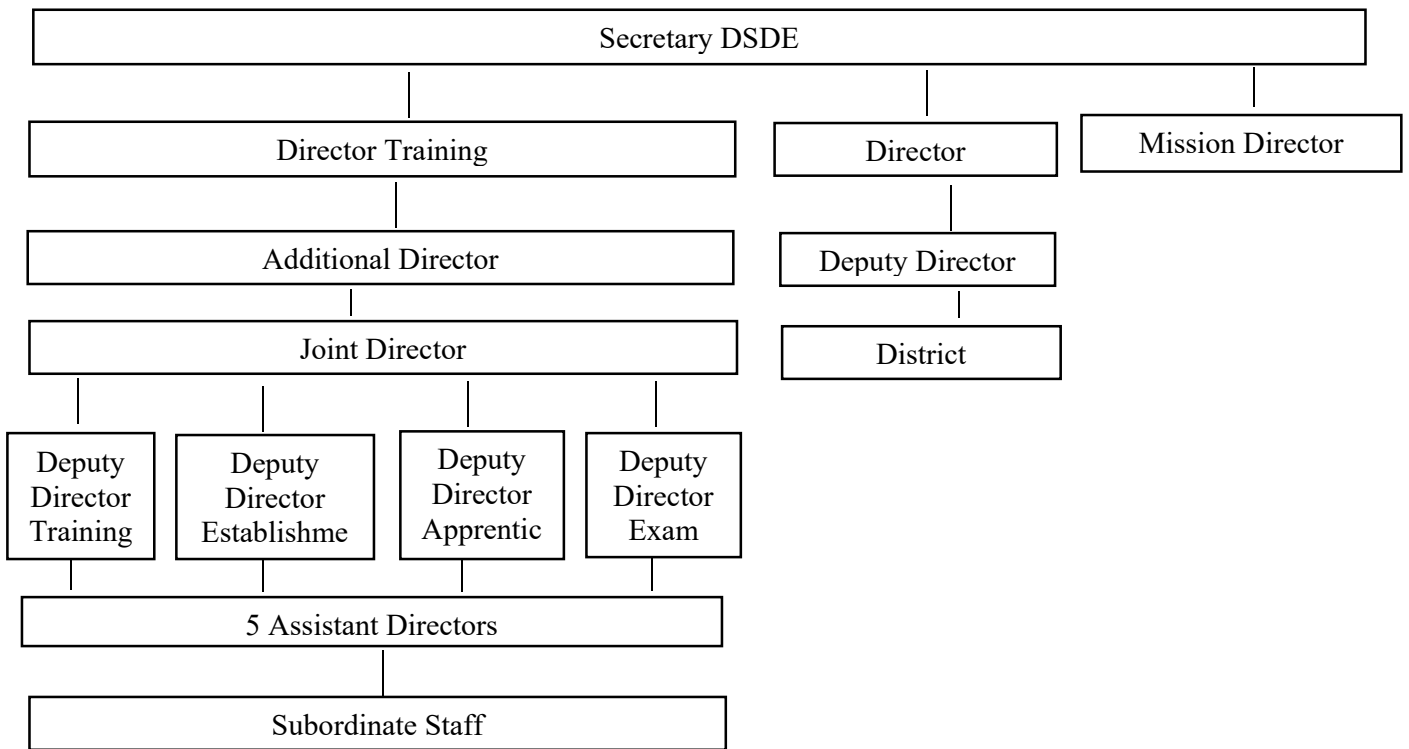 Secretary DSDE
Director Training
Director
Mission Director
Additional Director
Deputy Director
Joint Director
District
Deputy
Director
Training
Deputy
Director
Establishme
Deputy
Director
Apprentic
Deputy
Director
Exam
5 Assistant Directors
Subordinate Staff